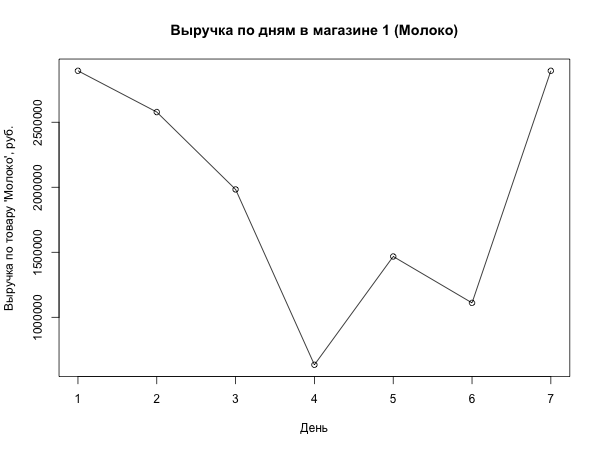 Выручка по дням в магазине 1 (Молоко)
Выручка по товару 'Молоко', руб.
2500000
2000000
1500000
1000000
1 2 3 4 5 6 7
День